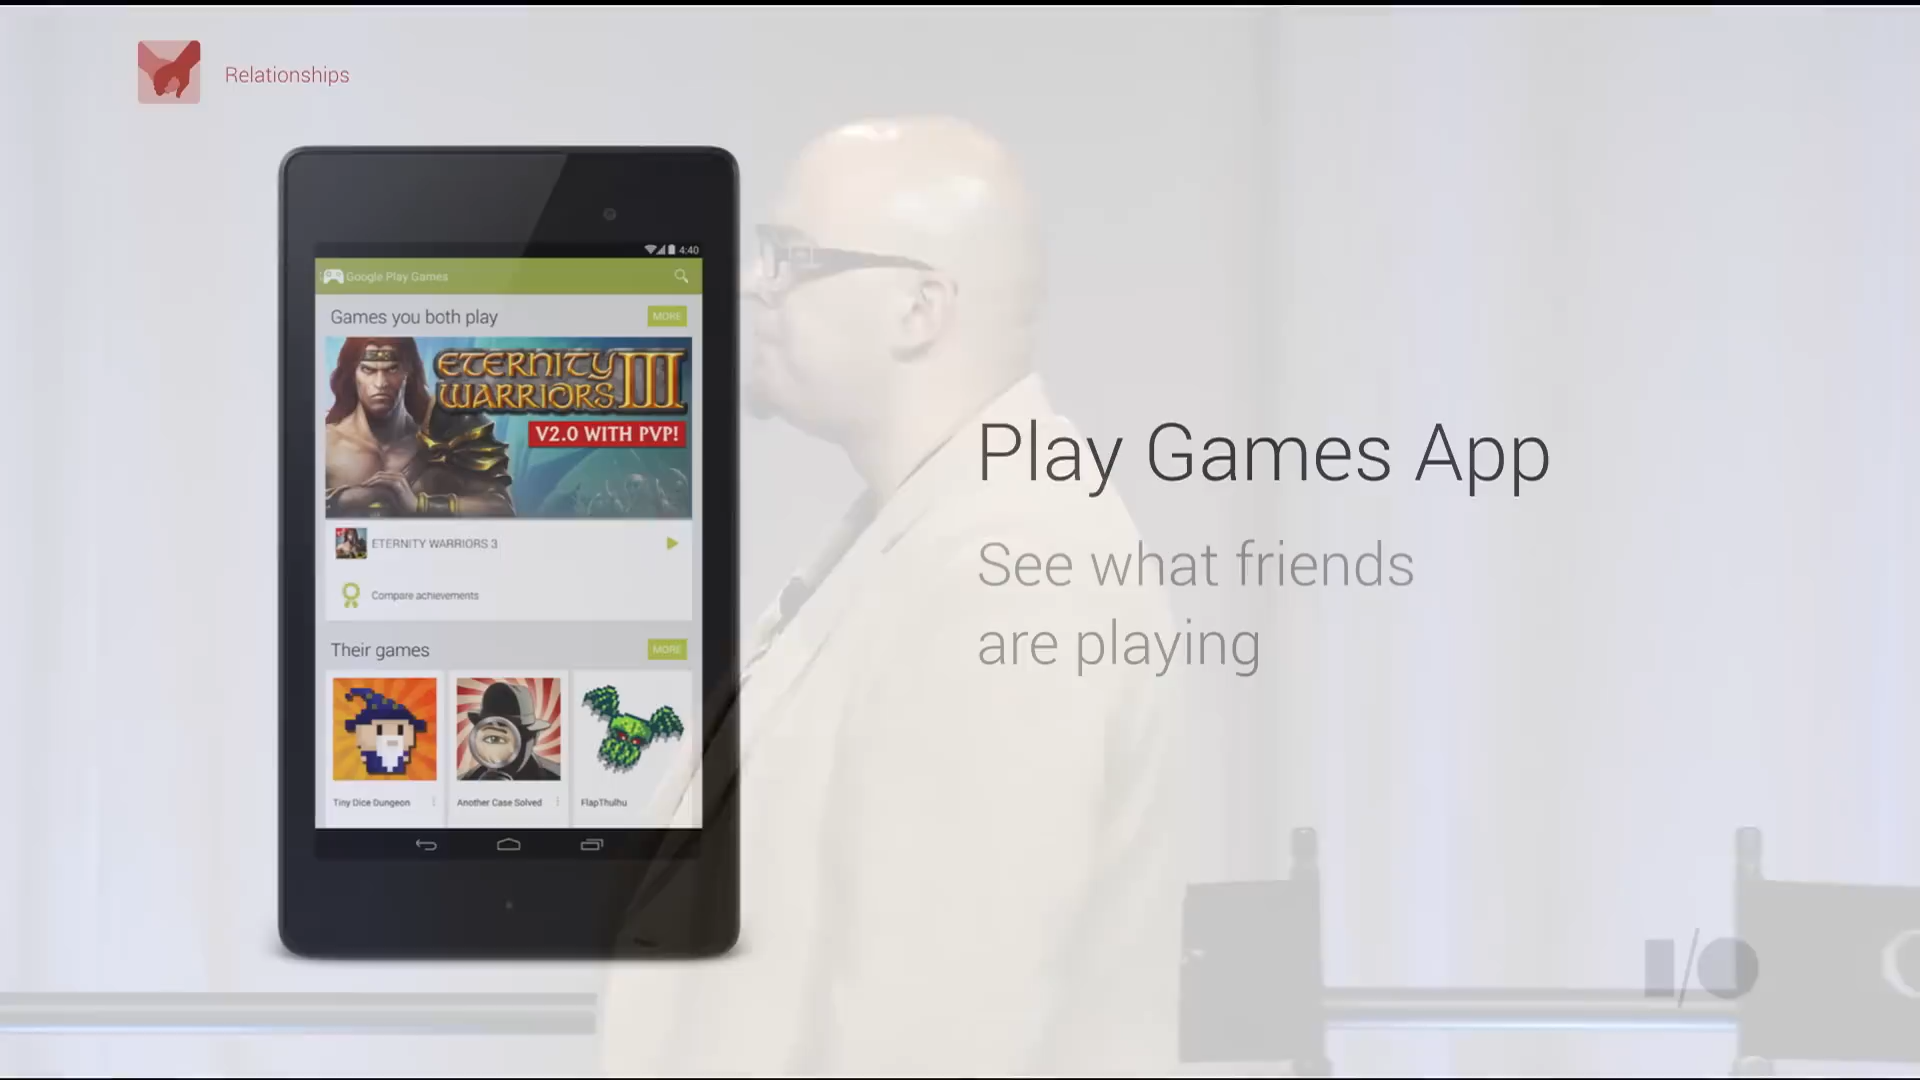 Relationships
4:40
Google Play Games
Games you both play
MORE
ETERNITY
WARRIORS III
V2.0 WITH PVP!
ETERNITY WARRIORS 3
Compare achievements
Their games
MORE
Tiny Dice Dungeon
Another Case Solved
FlapThulhu
Play Games App
See what friends
are playing
I/O